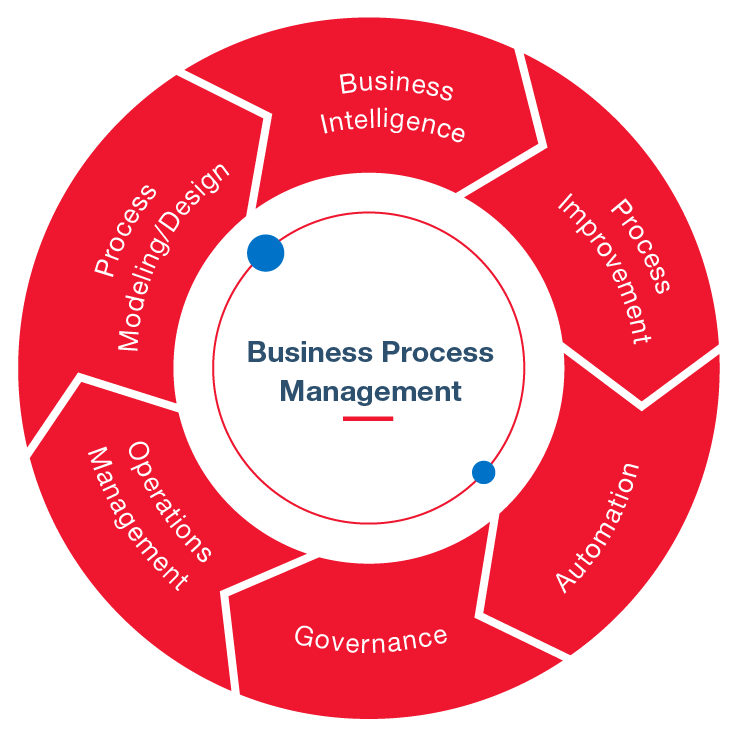 Business
Intelligence
Process
Improvement
Automation
Governance
Operations
Management
Process
Modeling/Design
Business Process
Management